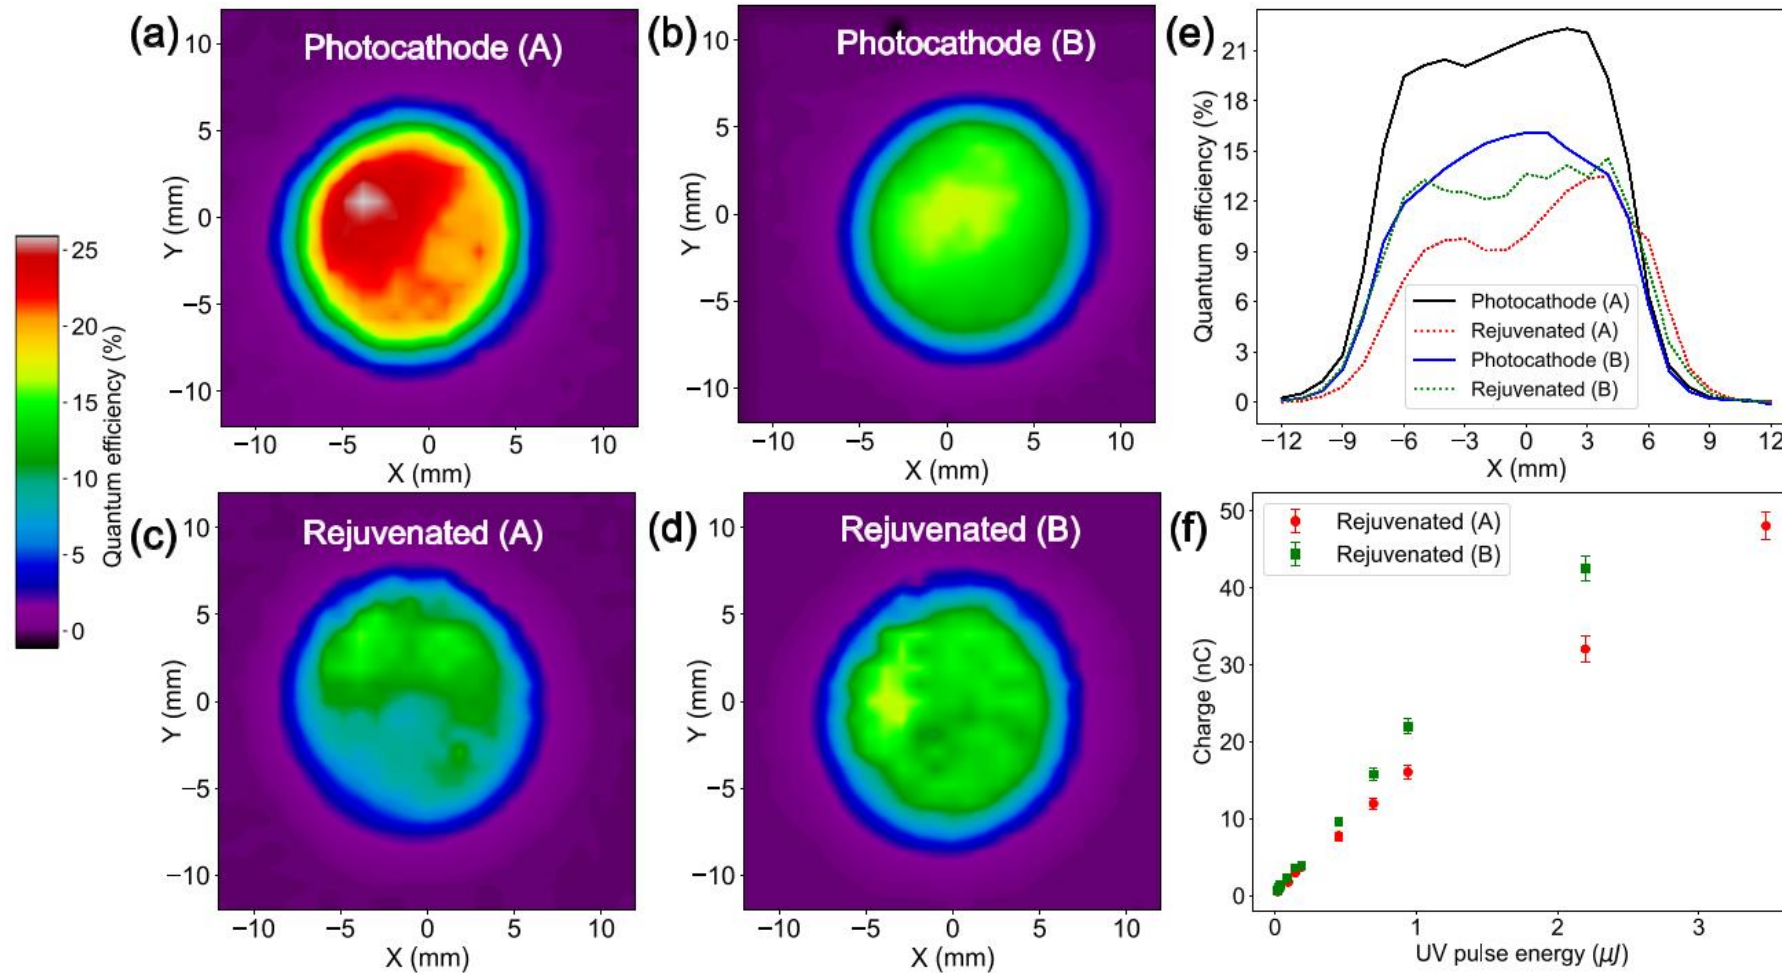 (a)
Photocathode (A)
10
5
0
−5
−10
Y (mm)
−10 −5 0 5 10
X (mm)
(b)
Photocathode (B)
10
5
0
−5
−10
Y (mm)
−10 −5 0 5 10
X (mm)
(e)
21
18
15
12
9
6
3
0
Quantum efficiency (%)
Photocathode (A)
Rejuvenated (A)
Photocathode (B)
Rejuvenated (B)
−12 −9 −6 −3 0 3 6 9 12
X (mm)
25
20
15
10
5
0
Quantum efficiency (%)
(c)
Rejuvenated (A)
10
5
0
−5
−10
Y (mm)
−10 −5 0 5 10
X (mm)
(d)
Rejuvenated (B)
10
5
0
−5
−10
Y (mm)
−10 −5 0 5 10
X (mm)
(f)
50
40
30
20
10
0
Charge (nC)
Rejuvenated (A)
Rejuvenated (B)
0 1 2 3
UV pulse energy (μJ)